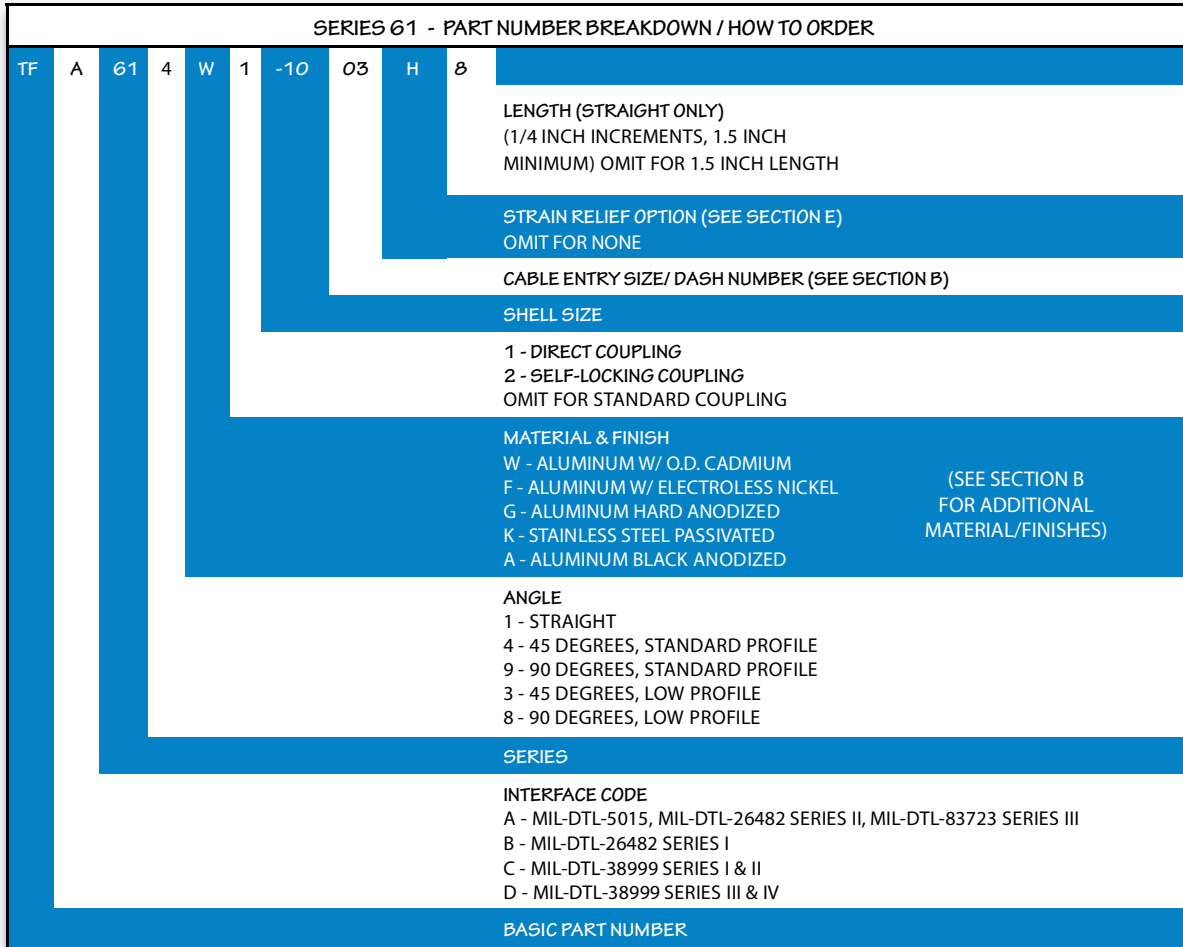 SERIES 61 - PART NUMBER BREAKDOWN / HOW TO ORDER
TF A 61 4 W 1 -10 03 H 8
LENGTH (STRAIGHT ONLY)
(1/4 INCH INCREMENTS, 1.5 INCH
MINIMUM) OMIT FOR 1.5 INCH LENGTH
STRAIN RELIEF OPTION (SEE SECTION E)
OMIT FOR NONE
CABLE ENTRY SIZE/ DASH NUMBER (SEE SECTION B)
SHELL SIZE
1 - DIRECT COUPLING
2 - SELF-LOCKING COUPLING
OMIT FOR STANDARD COUPLING
MATERIAL & FINISH
W - ALUMINUM W/ O.D. CADMIUM
F - ALUMINUM W/ ELECTROLESS NICKEL
G - ALUMINUM HARD ANODIZED
K - STAINLESS STEEL PASSIVATED
A - ALUMINUM BLACK ANODIZED
(SEE SECTION B
FOR ADDITIONAL
MATERIAL/FINISHES)
ANGLE
1 - STRAIGHT
4 - 45 DEGREES, STANDARD PROFILE
9 - 90 DEGREES, STANDARD PROFILE
3 - 45 DEGREES, LOW PROFILE
8 - 90 DEGREES, LOW PROFILE
SERIES
INTERFACE CODE
A - MIL-DTL-5015, MIL-DTL-26482 SERIES II, MIL-DTL-83723 SERIES III
B - MIL-DTL-26482 SERIES I
C - MIL-DTL-38999 SERIES I & II
D - MIL-DTL-38999 SERIES III & IV
BASIC PART NUMBER